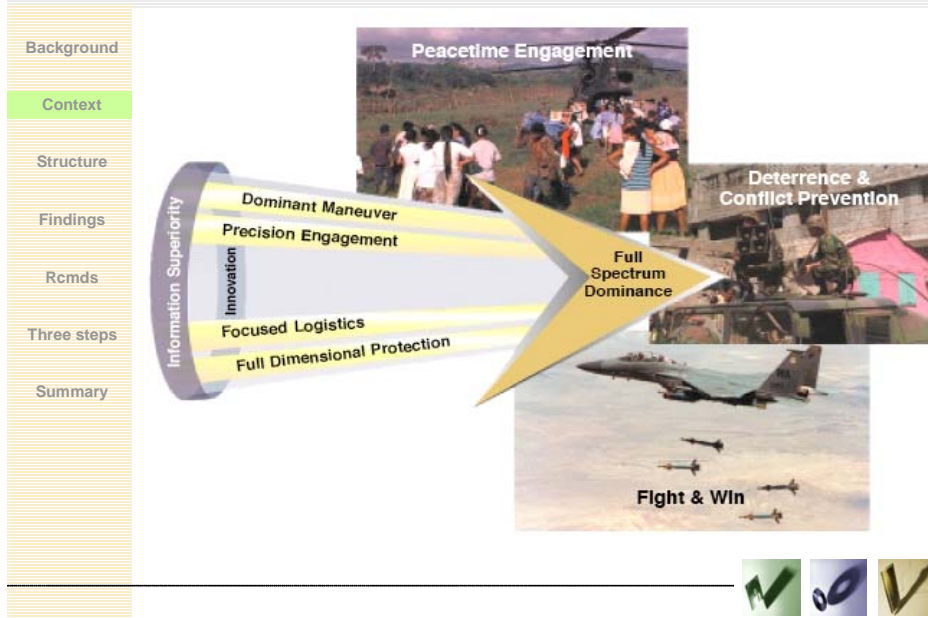 Background
Context
Structure
Findings
Rcmds
Three steps
Summary
Peacetime Engagement
Deterrence &
Conflict Prevention
Information Superiority
Innovation
Dominant Maneuver
Precision Engagement
Focused Logistics
Full Dimensional Protection
Full
Spectrum
Dominance
Fight & Win